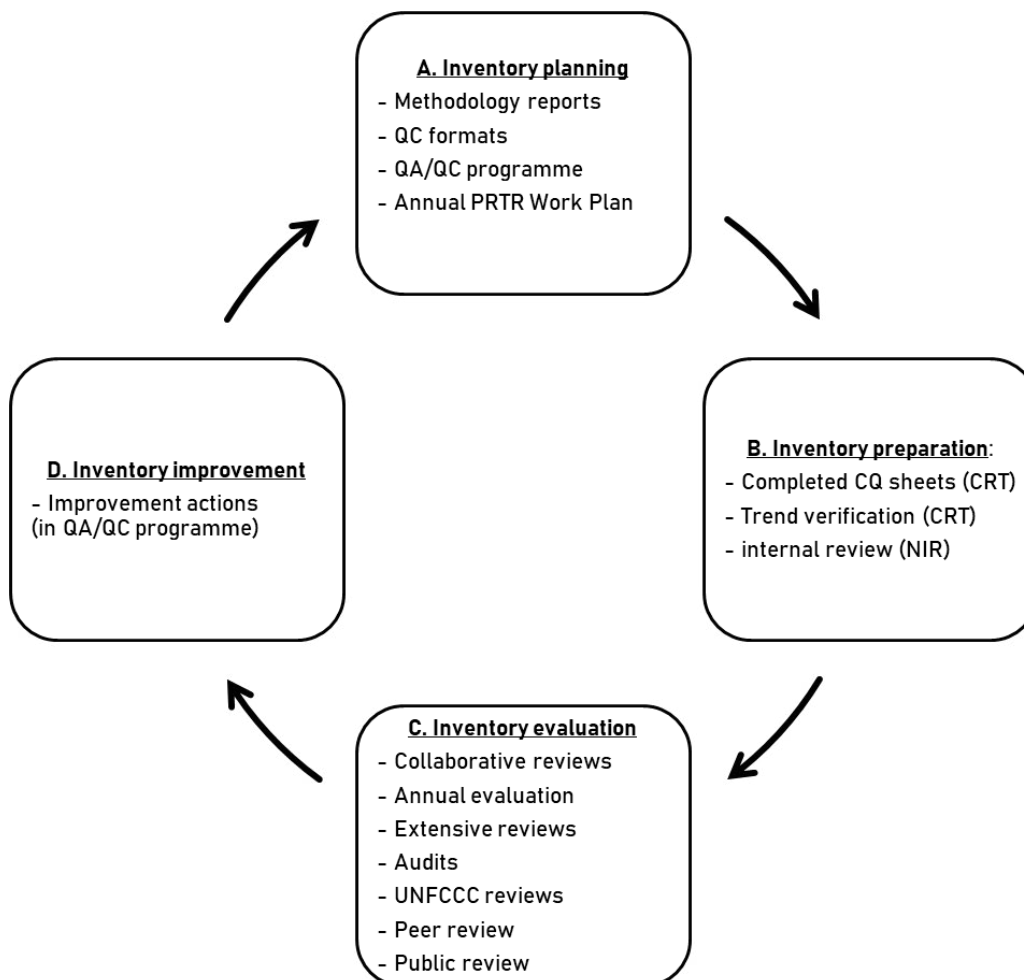 A. Inventory planning
- Methodology reports
- QC formats
- QA/QC programme
- Annual PRTR Work Plan
B. Inventory preparation:
- Completed CQ sheets (CRT)
- Trend verification (CRT)
- internal review (NIR)
C. Inventory evaluation
- Collaborative reviews
- Annual evaluation
- Extensive reviews
- Audits
- UNFCCC reviews
- Peer review
- Public review
D. Inventory improvement
- Improvement actions
(in QA/QC programme)